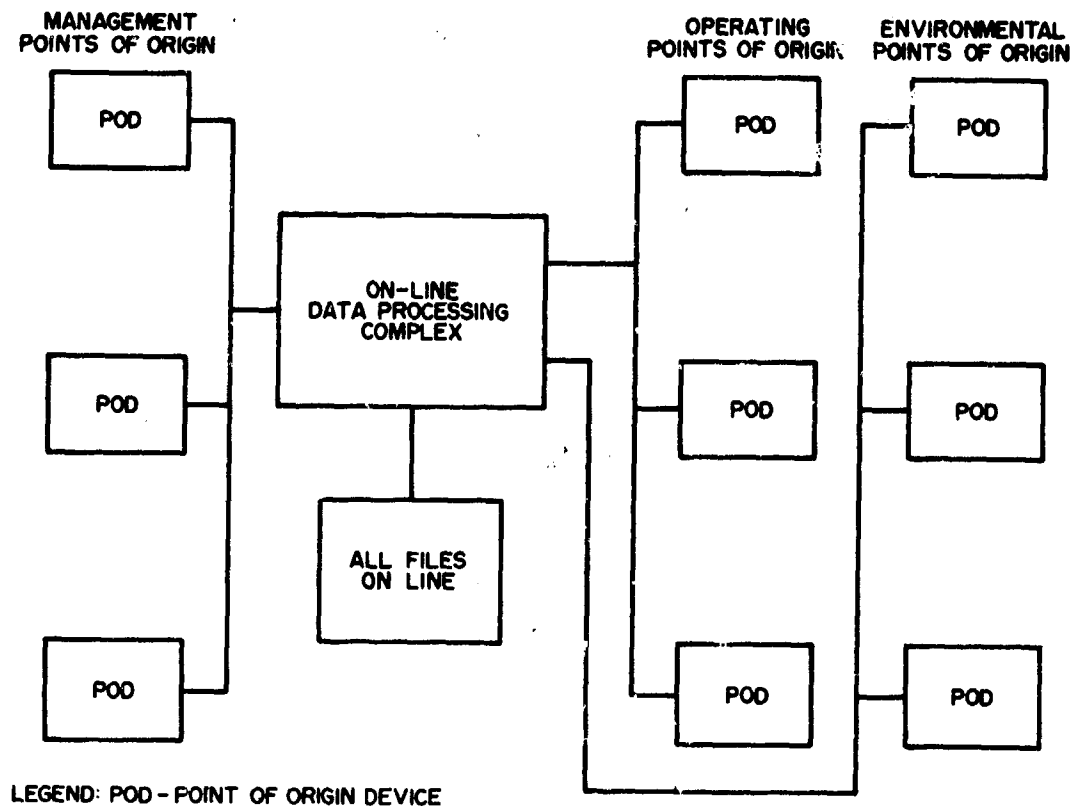 MANAGEMENT
POINTS OF ORIGIN
OPERATING
POINTS OF ORIGIN
ENVIRONMENTAL
POINTS OF ORIGIN
POD
POD
POD
ON-LINE
DATA PROCESSING
COMPLEX
POD
POD
POD
ALL FILES
ON LINE
POD
POD
POD
LEGEND: POD - POINT OF ORIGIN DEVICE